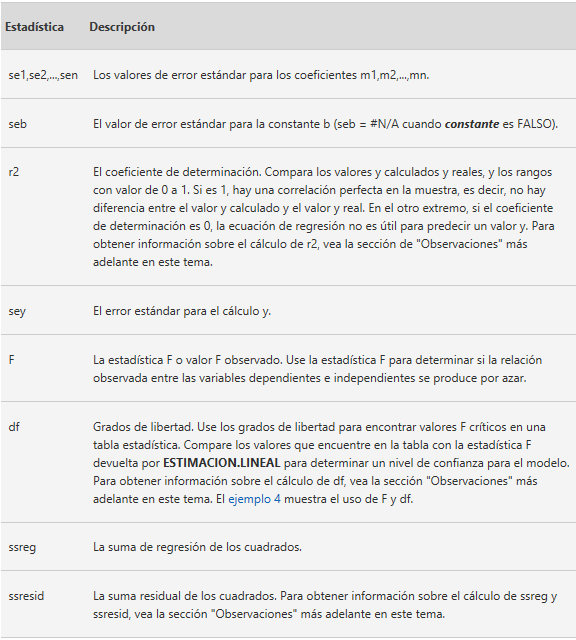 Estadística Descripción
se1,se2,...,sen Los valores de error estándar para los coeficientes m1,m2,...,mn.
seb El valor de error estándar para la constante b (seb = #N/A cuando constante es FALSO).
r2 El coeficiente de determinación. Compara los valores y calculados y reales, y los rangos
con valor de 0 a 1. Si es 1, hay una correlación perfecta en la muestra, es decir, no hay
diferencia entre el valor y calculado y el valor y real. En el otro extremo, si el coeficiente
de determinación es 0, la ecuación de regresión no es útil para predecir un valor y. Para
obtener información sobre el cálculo de r2, vea la sección de "Observaciones" más
adelante en este tema.
sey El error estándar para el cálculo y.
F La estadística F o valor F observado. Use la estadística F para determinar si la relación
observada entre las variables dependientes e independientes se produce por azar.
df Grados de libertad. Use los grados de libertad para encontrar valores F críticos en una
tabla estadística. Compare los valores que encuentre en la tabla con la estadística F
devuelta por ESTIMACION.LINEAL para determinar un nivel de confianza para el modelo.
Para obtener información sobre el cálculo de df, vea la sección "Observaciones" más
adelante en este tema. El ejemplo 4 muestra el uso de F y df.
ssreg La suma de regresión de los cuadrados.
ssresid La suma residual de los cuadrados. Para obtener información sobre el cálculo de ssreg y
ssresid, vea la sección "Observaciones" más adelante en este tema.